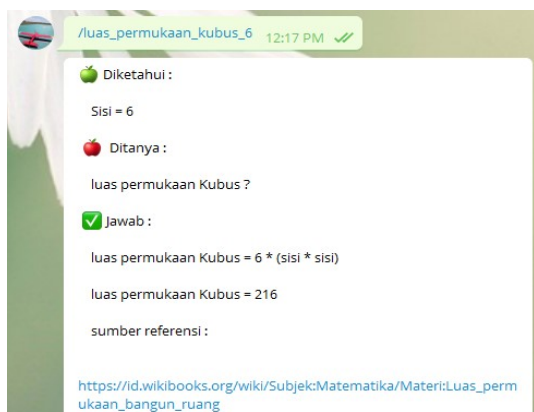 /luas_permukaan_kubus_6 12:17 PM
Diketahui :
Sisi = 6
Ditanya :
luas permukaan Kubus ?
Jawab :
luas permukaan Kubus = 6 * (sisi * sisi)
luas permukaan Kubus = 216
sumber referensi :
https://id.wikibooks.org/wiki/Subjek:Matematika/Materi:Luas_perm
ukaan_bangun_ruang